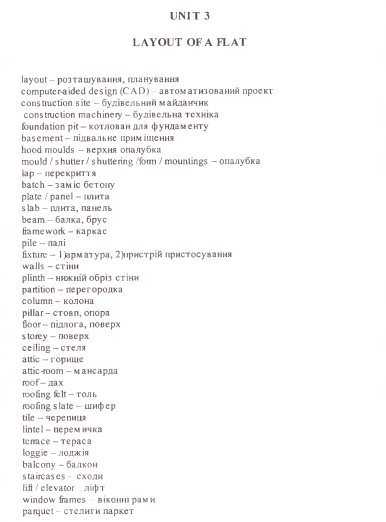 UNIT 3
LAYOUT OF A FLAT
layout – розташування, планування
computer-aided design (CAD) – автоматизований проект
construction site – будівельний майданчик
construction machinery – будівельна техніка
foundation pit – котлован для фундаменту
basement – підвальне приміщення
hood moulds – верхня опалубка
mould / shutter / shuttering /form / mountings – опалубка
lap – перекриття
batch – заміс бетону
plate / panel – плита
slab – плита, панель
beam – балка, брус
framework – каркас
pile – палі
fixture – 1)арматура, 2)пристрій пристосування
walls – стіни
plinth – нижній обріз стіни
partition – перегородка
column – колона
pillar – стовп, опора
floor – підлога, поверх
storey – поверх
ceiling – стеля
attic – горище
attic-room – мансарда
roof – дах
roofing felt – толь
roofing slate – шифер
tile – черепиця
lintel – перемичка
terrace – тераса
loggie – лоджія
balcony – балкон
staircases – сходи
lift / elevator – ліфт
window frames – віконні рами
parquet – стелити паркет